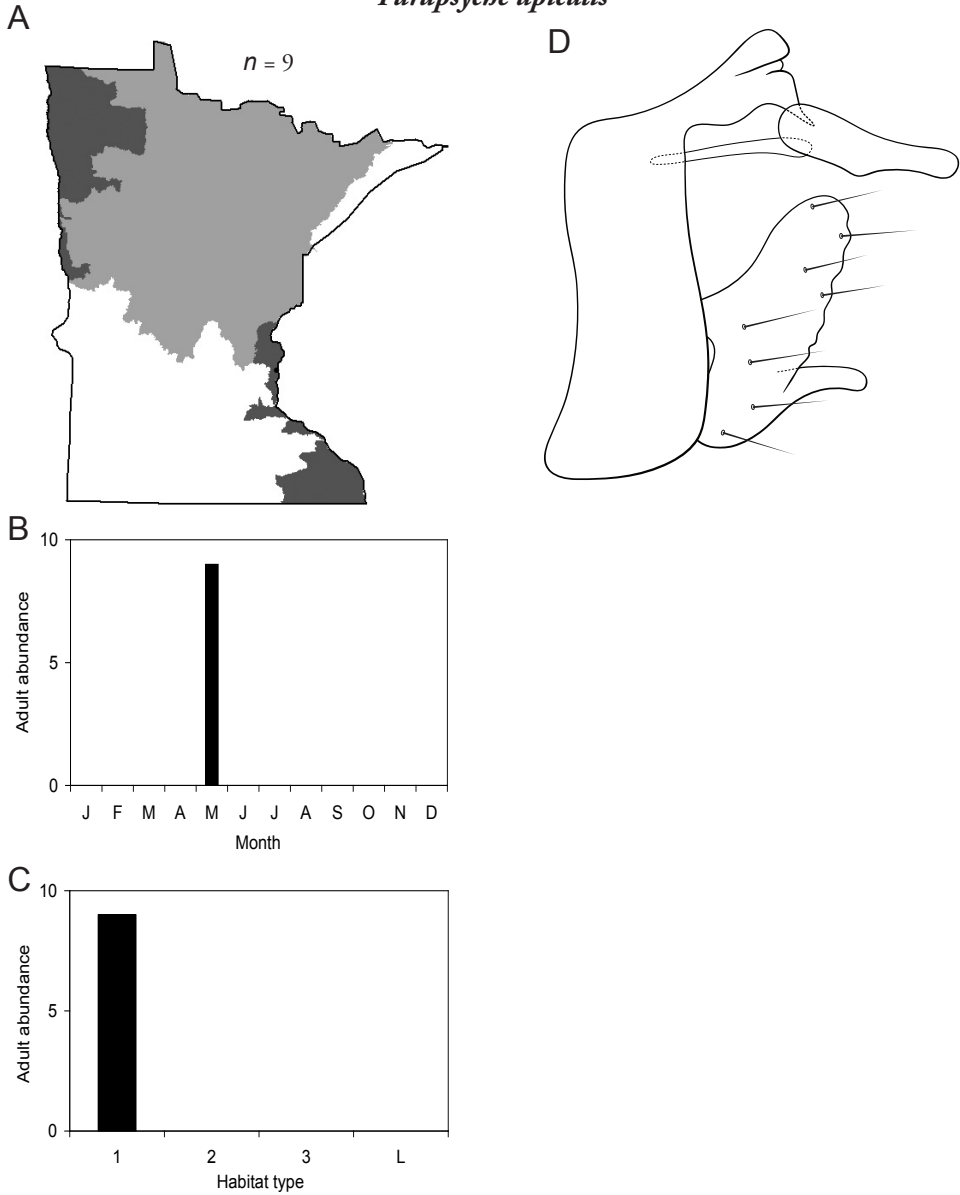 Parapsyche apicalis
A
n = 9
D
B
10
5
0
Adult abundance
J F M A M J J A S O N D
Month
C
10
5
0
Adult abundance
1 2 3 L
Habitat type